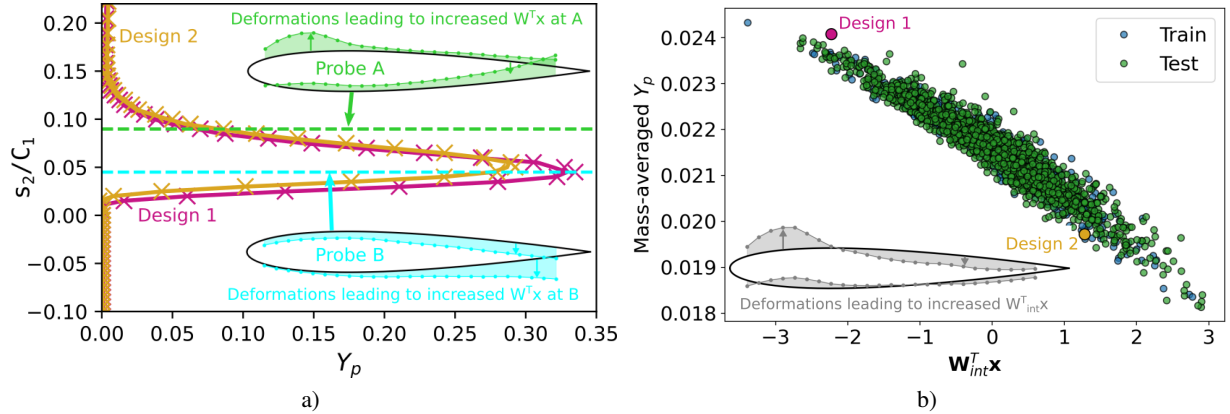 Deformations leading to increased WᵀX at A
Design 2
Probe A
Design 1
Probe B
Deformations leading to increased WᵀX at B
0.20
0.15
0.10
0.05
0.00
−0.05
−0.10
s₂/C₁
0.00 0.05 0.10 0.15 0.20 0.25 0.30 0.35
Yₚ
a)
b)
Design 1
Train
Test
Design 2
Deformations leading to increased Wᵀᵢₙₜx
0.024
0.023
0.022
0.021
0.020
0.019
0.018
Mass-averaged Yₚ
−3 −2 −1 0 1 2 3
Wᵀᵢₙₜx
b)